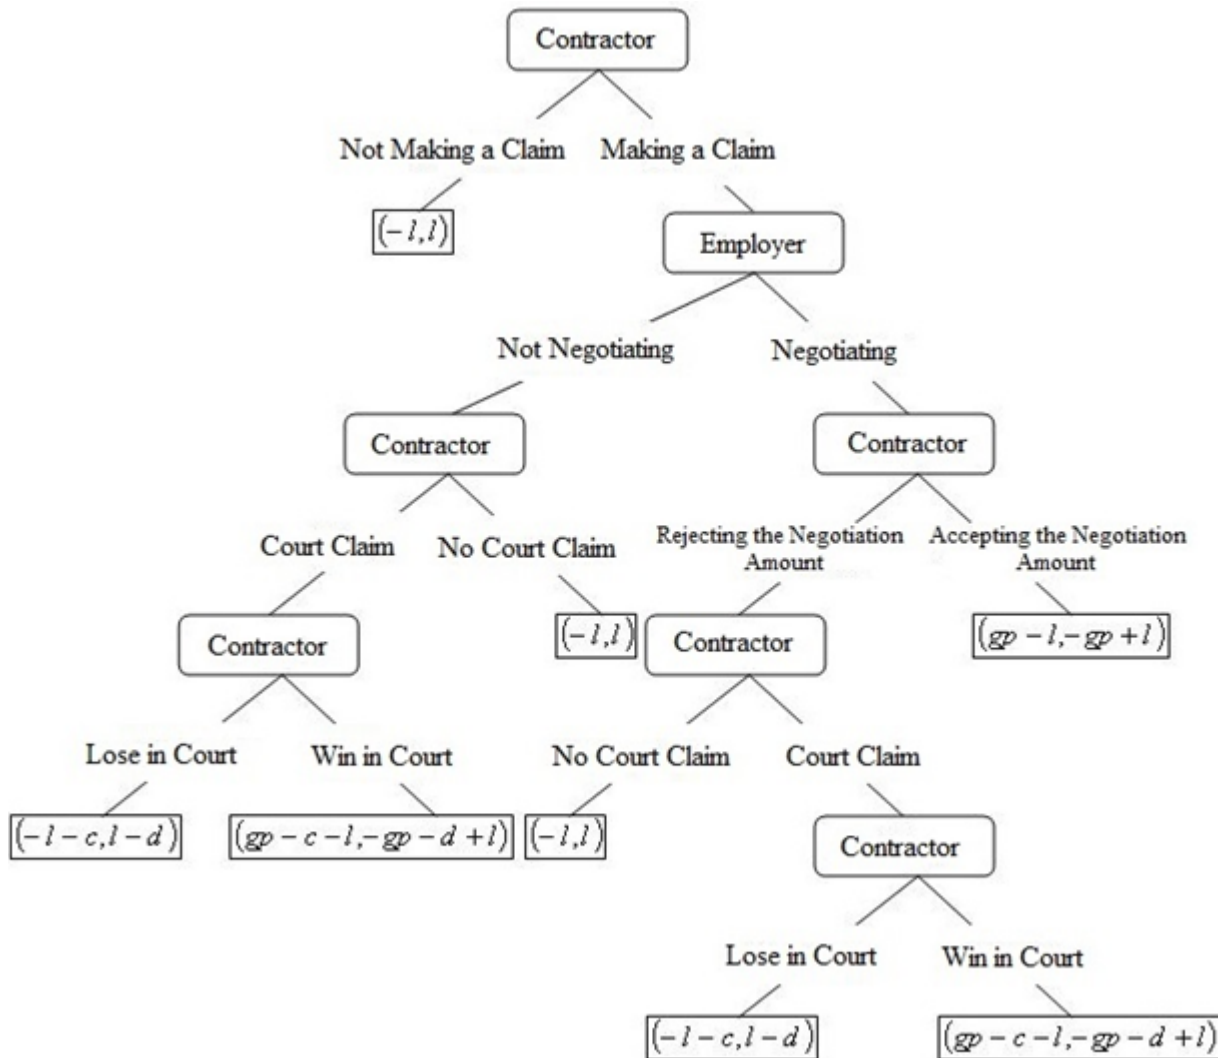 Contractor
Not Making a Claim Making a Claim
(-l,l)
Employer
Not Negotiating Negotiating
Contractor Contractor
Court Claim No Court Claim Rejecting the Negotiation Accepting the Negotiation
Amount Amount
Contractor (-l,l) Contractor (gp-l,-gp+l)
Lose in Court Win in Court No Court Claim Court Claim
(-l-c,l-d) (gp-c-l,-gp-d+l) (-l,l)
Contractor
Lose in Court Win in Court
(-l-c,l-d) (gp-c-l,-gp-d+l)